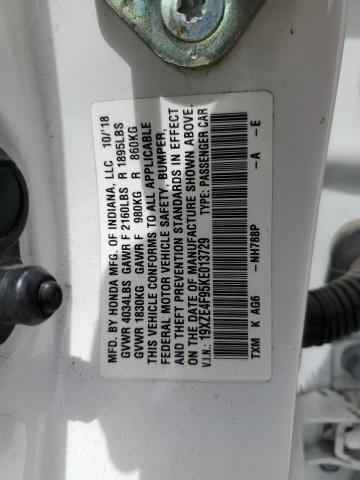 MFD. BY HONDA MFG. OF INDIANA, LLC 10/'18
GVWR 4034LBS GAWR F 2160LBS R 1895LBS
GVWR 1830KG GAWR F 980KG R 860KG
THIS VEHICLE CONFORMS TO ALL APPLICABLE
FEDERAL MOTOR VEHICLE SAFETY, BUMPER,
AND THEFT PREVENTION STANDARDS IN EFFECT
ON THE DATE OF MANUFACTURE SHOWN ABOVE.
V.I.N.: 19XZE4F96KE013729 TYPE: PASSENGER CAR
TXM K AG6 -NH788P -A -E